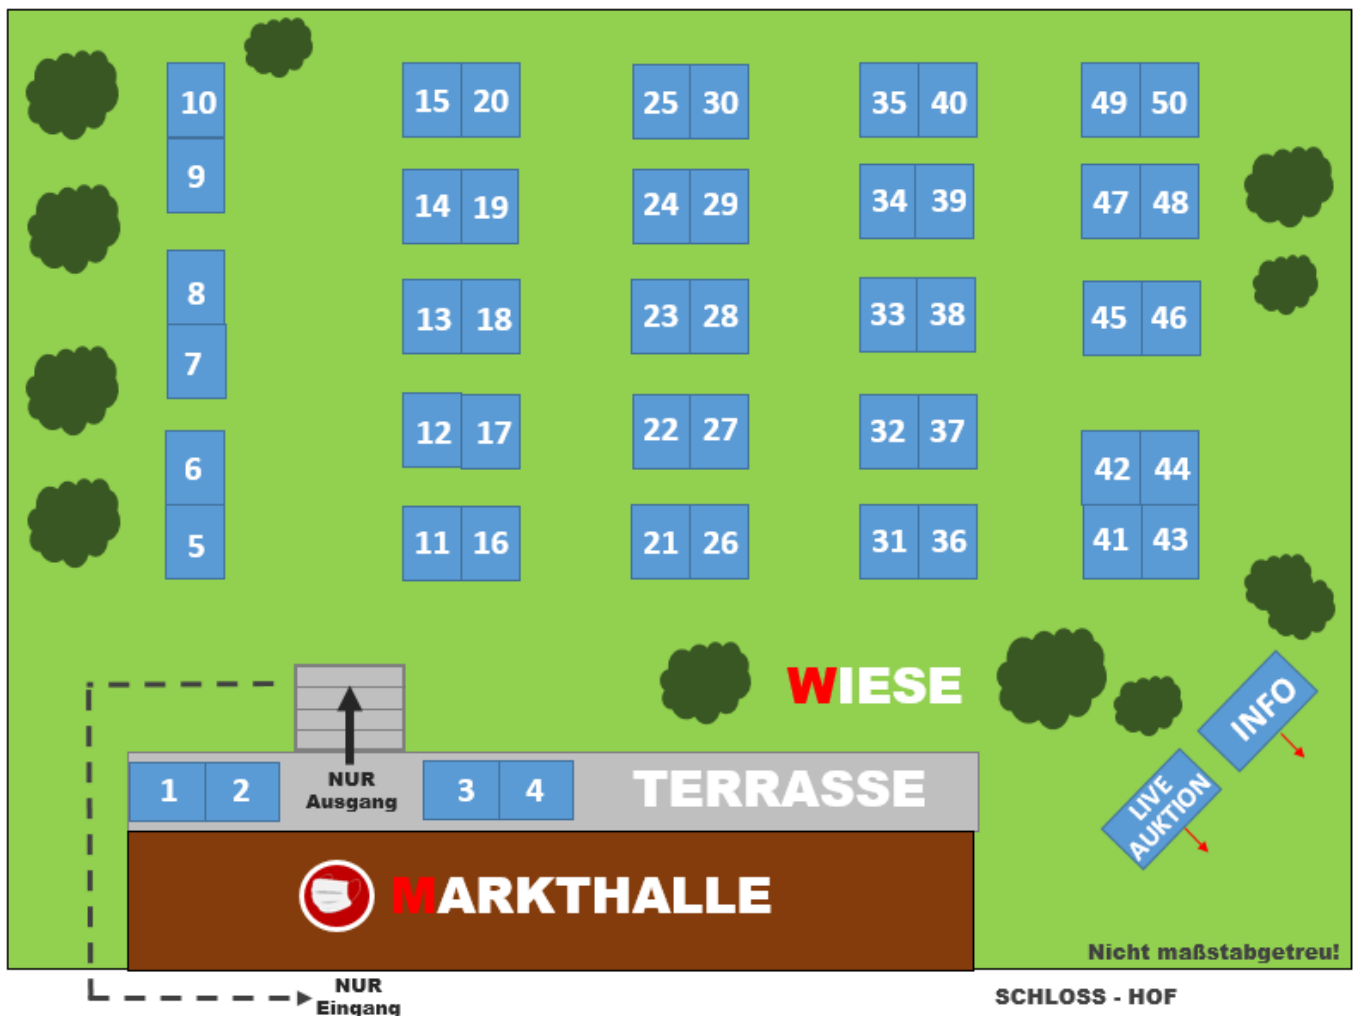 10 15 20 25 30 35 40 49 50
9 14 19 24 29 34 39 47 48
8 13 18 23 28 33 38 45 46
7
12 17 22 27 32 37
6 42 44
5 11 16 21 26 31 36 41 43
WIESE
INFO
1 2 NUR 3 4 TERRASSE
Ausgang
LIVE
AUKTION
MARKTHALLE
Nicht maßstabgetreu!
NUR
Eingang
SCHLOSS - HOF